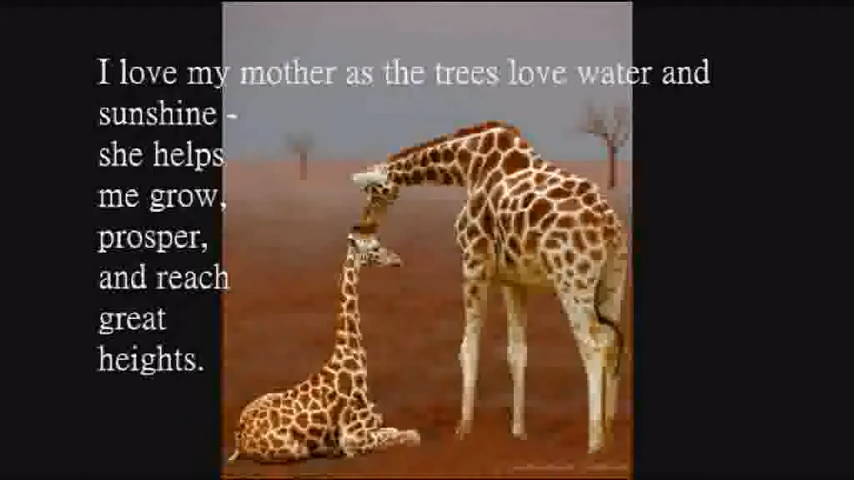 I love my mother as the trees love water and
sunshine -
she helps
me grow,
prosper,
and reach
great
heights.